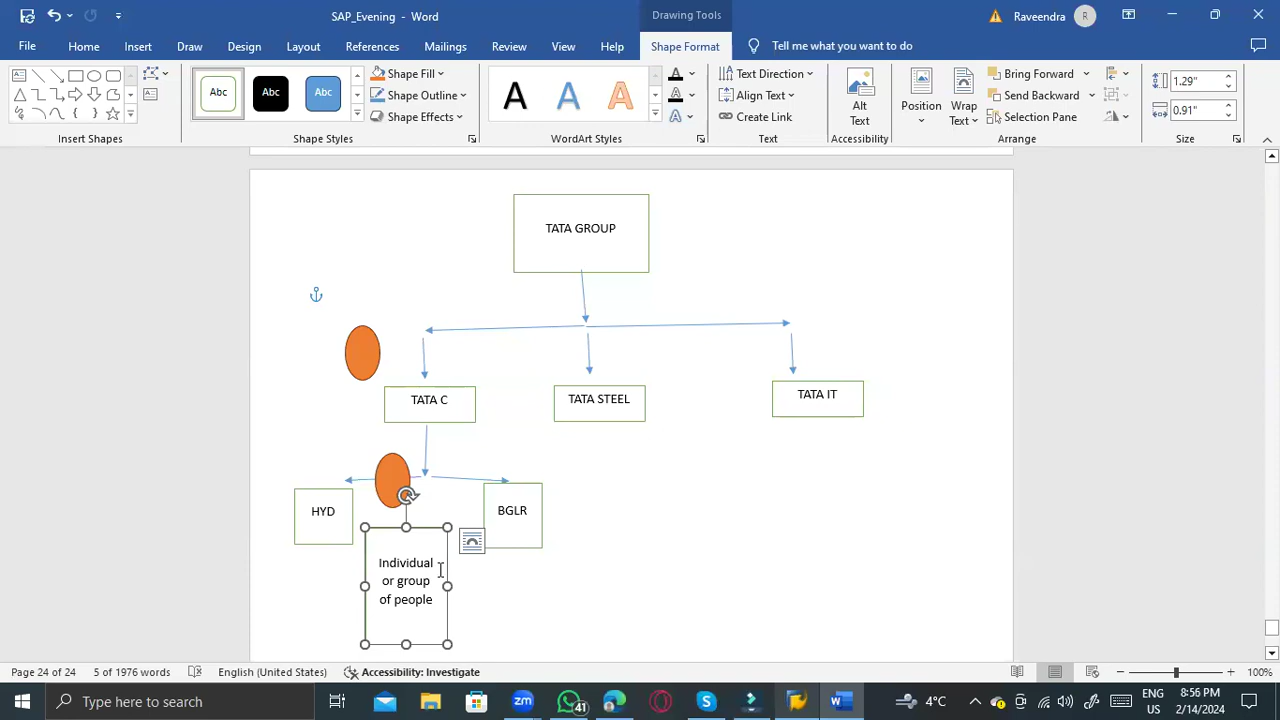 SAP_Evening - Word
Drawing Tools
Raveendra
R
File
Home
Insert
Draw
Design
Layout
References
Mailings
Review
View
Help
Shape Format
Tell me what you want to do
Abc
Abc
Abc
Shape Fill
Shape Outline
Shape Effects
A
A
A
A
A
A
Text Direction
Align Text
Create Link
Alt
Text
Position
Wrap
Text
Bring Forward
Send Backward
Selection Pane
1.29"
0.91"
Insert Shapes
Shape Styles
WordArt Styles
Text
Accessibility
Arrange
Size
TATA GROUP
TATA C
TATA STEEL
TATA IT
HYD
BGLR
Individual
or group
of people
Page 24 of 24
5 of 1976 words
English (United States)
Accessibility: Investigate
100%
Type here to search
zm
41
S
W
4°C
ENG
US
8:56 PM
2/14/2024